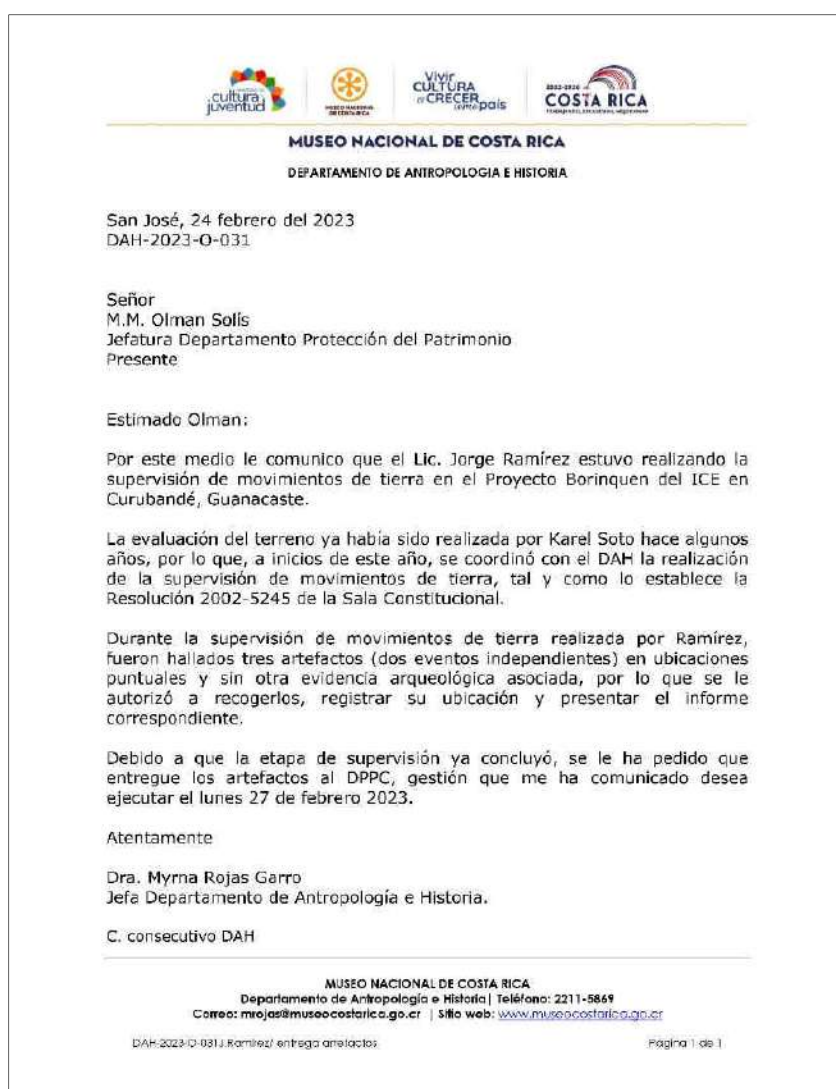 cultura
juventud
MUSEO NACIONAL
DE COSTA RICA
Vivir
CULTURA
CRECER
país
2022-2026
COSTA RICA
MUSEO NACIONAL DE COSTA RICA
DEPARTAMENTO DE ANTROPOLOGIA E HISTORIA
San José, 24 febrero del 2023
DAH-2023-O-031
Señor
M.M. Olman Solís
Jefatura Departamento Protección del Patrimonio
Presente
Estimado Olman:
Por este medio le comunico que el Lic. Jorge Ramírez estuvo realizando la
supervisión de movimientos de tierra en el Proyecto Borinquen del ICE en
Curubandé, Guanacaste.
La evaluación del terreno ya había sido realizada por Karel Soto hace algunos
años, por lo que, a inicios de este año, se coordinó con el DAH la realización
de la supervisión de movimientos de tierra, tal y como lo establece la
Resolución 2002-5245 de la Sala Constitucional.
Durante la supervisión de movimientos de tierra realizada por Ramírez,
fueron hallados tres artefactos (dos eventos independientes) en ubicaciones
puntuales y sin otra evidencia arqueológica asociada, por lo que se le
autorizó a recogerlos, registrar su ubicación y presentar el informe
correspondiente.
Debido a que la etapa de supervisión ya concluyó, se le ha pedido que
entregue los artefactos al DPPC, gestión que me ha comunicado desea
ejecutar el lunes 27 de febrero 2023.
Atentamente
Dra. Myrna Rojas Garro
Jefa Departamento de Antropología e Historia.
C. consecutivo DAH
MUSEO NACIONAL DE COSTA RICA
Departamento de Antropología e Historia| Teléfono: 2211-5869
Correo: mrojas@museocostarica.go.cr | Sitio web: www.museocostarica.go.cr
DAH-2023-O-031J.Ramírez/ entrega artefactos
Página 1 de 1